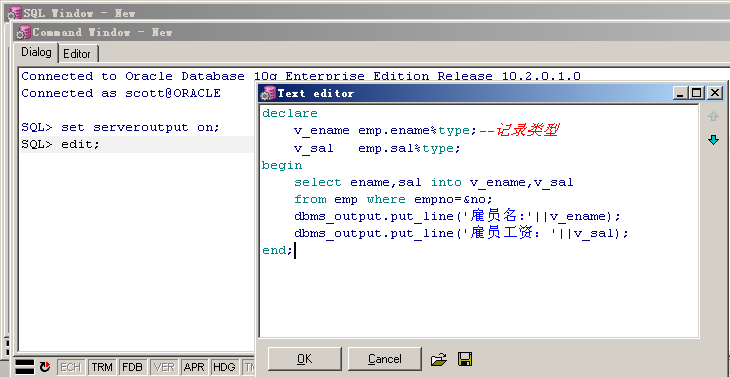 SQL Window - New
Command Window - New
Dialog Editor
Connected to Oracle Database 10g Enterprise Edition Release 10.2.0.1.0
Connected as scott@ORACLE
SQL> set serveroutput on;
SQL> edit;
Text editor
declare
v_ename emp.ename%type;--记录类型
v_sal emp.sal%type;
begin
select ename,sal into v_ename,v_sal
from emp where empno=&no;
dbms_output.put_line('雇员名:'||v_ename);
dbms_output.put_line('雇员工资：'||v_sal);
end;
OK Cancel
ECH TRM FDB VER APR HDG